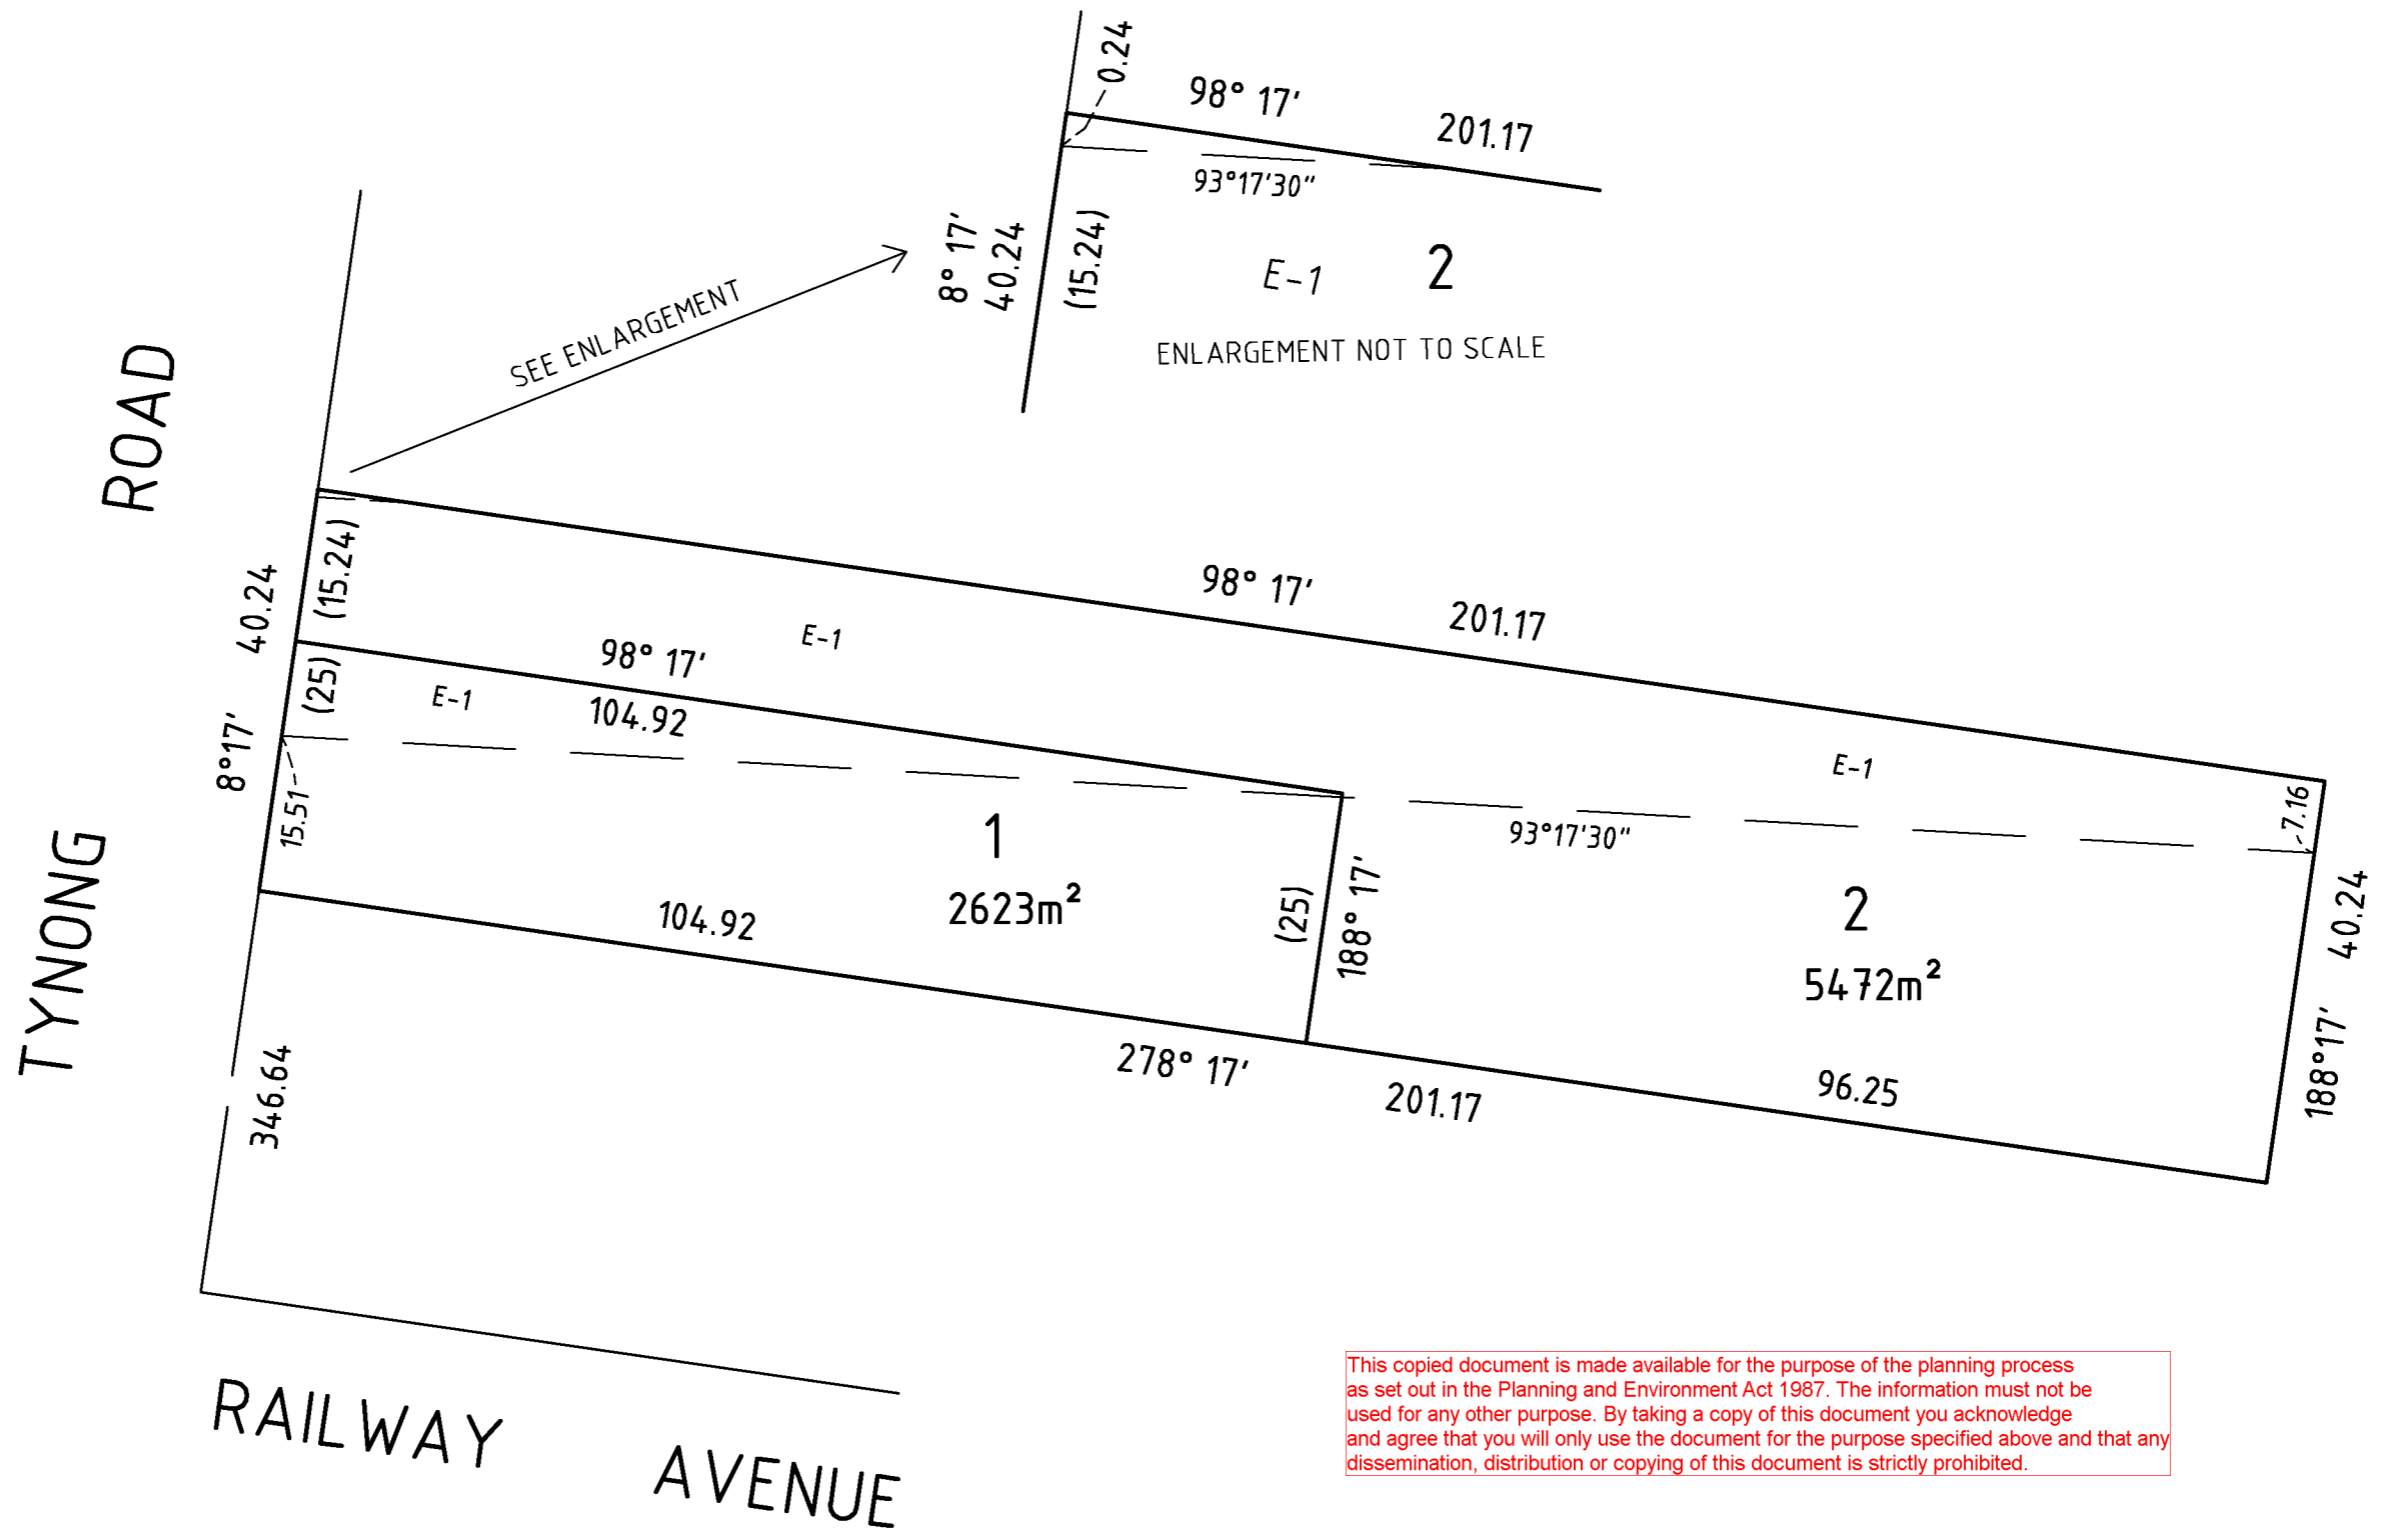 0.24
98° 17'
201.17
93°17'30"
8° 17'
40.24
(15.24)
E-1
2
ENLARGEMENT NOT TO SCALE
SEE ENLARGEMENT
ROAD
TYNONG
40.24
8°17'
(15.24)
98° 17'
201.17
E-1
98° 17'
104.92
(25)
E-1
15.51
1
2623m²
104.92
(25)
188° 17'
E-1
7.16
93°17'30"
2
5472m²
40.24
188°17'
278° 17'
201.17
96.25
346.64
RAILWAY AVENUE
This copied document is made available for the purpose of the planning process
as set out in the Planning and Environment Act 1987. The information must not be
used for any other purpose. By taking a copy of this document you acknowledge
and agree that you will only use the document for the purpose specified above and that any
dissemination, distribution or copying of this document is strictly prohibited.